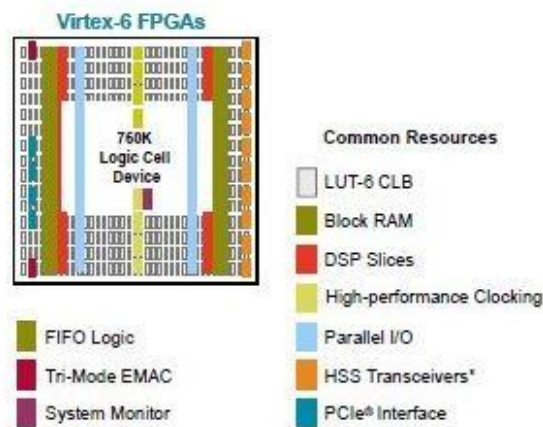 Virtex-6 FPGAs
760K
Logic Cell
Device
Common Resources
LUT-6 CLB
Block RAM
DSP Slices
High-performance Clocking
Parallel I/O
HSS Transceivers*
PCIe® Interface
FIFO Logic
Tri-Mode EMAC
System Monitor